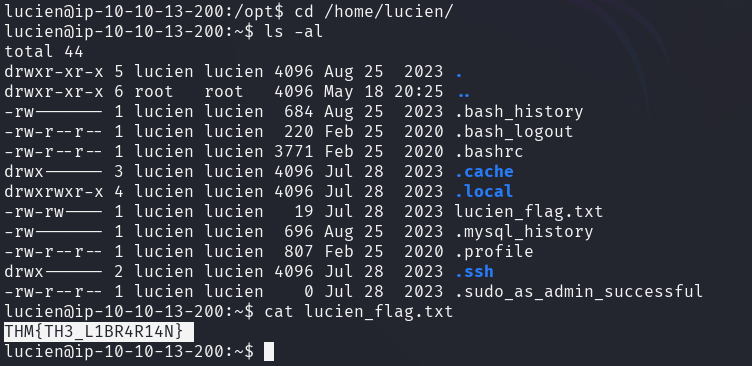 lucien@ip-10-10-13-200:/opt$ cd /home/lucien/
lucien@ip-10-10-13-200:~$ ls -al
total 44
drwxr-xr-x 5 lucien lucien 4096 Aug 25  2023 .
drwxr-xr-x 6 root   root   4096 May 18 20:25 ..
-rw------- 1 lucien lucien  684 Aug 25  2023 .bash_history
-rw-r--r-- 1 lucien lucien  220 Feb 25  2020 .bash_logout
-rw-r--r-- 1 lucien lucien 3771 Feb 25  2020 .bashrc
drwx------ 3 lucien lucien 4096 Jul 28  2023 .cache
drwxrwxr-x 4 lucien lucien 4096 Jul 28  2023 .local
-rw-rw---- 1 lucien lucien   19 Jul 28  2023 lucien_flag.txt
-rw------- 1 lucien lucien  696 Aug 25  2023 .mysql_history
-rw-r--r-- 1 lucien lucien  807 Feb 25  2020 .profile
drwx------ 2 lucien lucien 4096 Jul 28  2023 .ssh
-rw-r--r-- 1 lucien lucien    0 Jul 28  2023 .sudo_as_admin_successful
lucien@ip-10-10-13-200:~$ cat lucien_flag.txt
THM{TH3_L1BR4R14N}
lucien@ip-10-10-13-200:~$